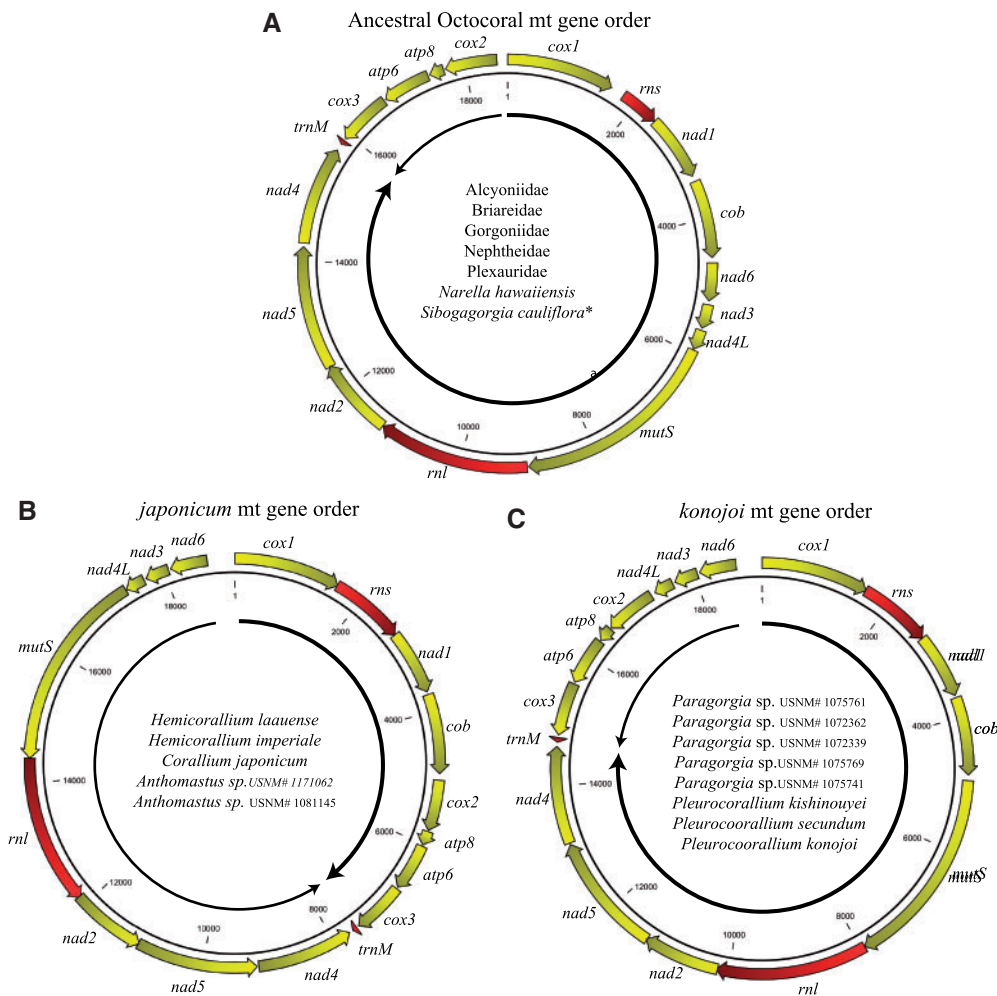 A
Ancestral Octocoral mt gene order
cox2
cox1
atp8
atp6
cox3
trnM
rns
nad1
nad4
cob
nad6
nad3
nad4L
nad5
nad2
mutS
rnl
1
18000
2000
16000
4000
14000
6000
12000
8000
10000
Alcyoniidae
Briareidae
Gorgoniidae
Nephtheidae
Plexauridae
Narella hawaiiensis
Sibogagorgia cauliflora*
a
B
japonicum mt gene order
nad6
cox1
nad3
nad4L
rns
nad1
mutS
cob
cox2
atp8
atp6
cox3
trnM
rnl
nad2
nad5
nad4
1
18000
2000
16000
4000
14000
6000
12000
8000
10000
Hemicorallium laauense
Hemicorallium imperiale
Corallium japonicum
Anthomastus sp.USNM# 1171062
Anthomastus sp. USNM# 1081145
C
konojoi mt gene order
nad6
cox1
nad3
nad4L
cox2
atp8
atp6
cox3
trnM
rns
nad1
nad1
cob
cob
nad4
mutS
mutS
nad5
nad2
rnl
1
18000
2000
16000
4000
14000
6000
12000
8000
10000
Paragorgia sp. USNM# 1075761
Paragorgia sp. USNM# 1072362
Paragorgia sp. USNM# 1072339
Paragorgia sp.USNM# 1075769
Paragorgia sp.USNM# 1075741
Pleurocorallium kishinouyei
Pleurocoorallium secundum
Pleurocoorallium konojoi